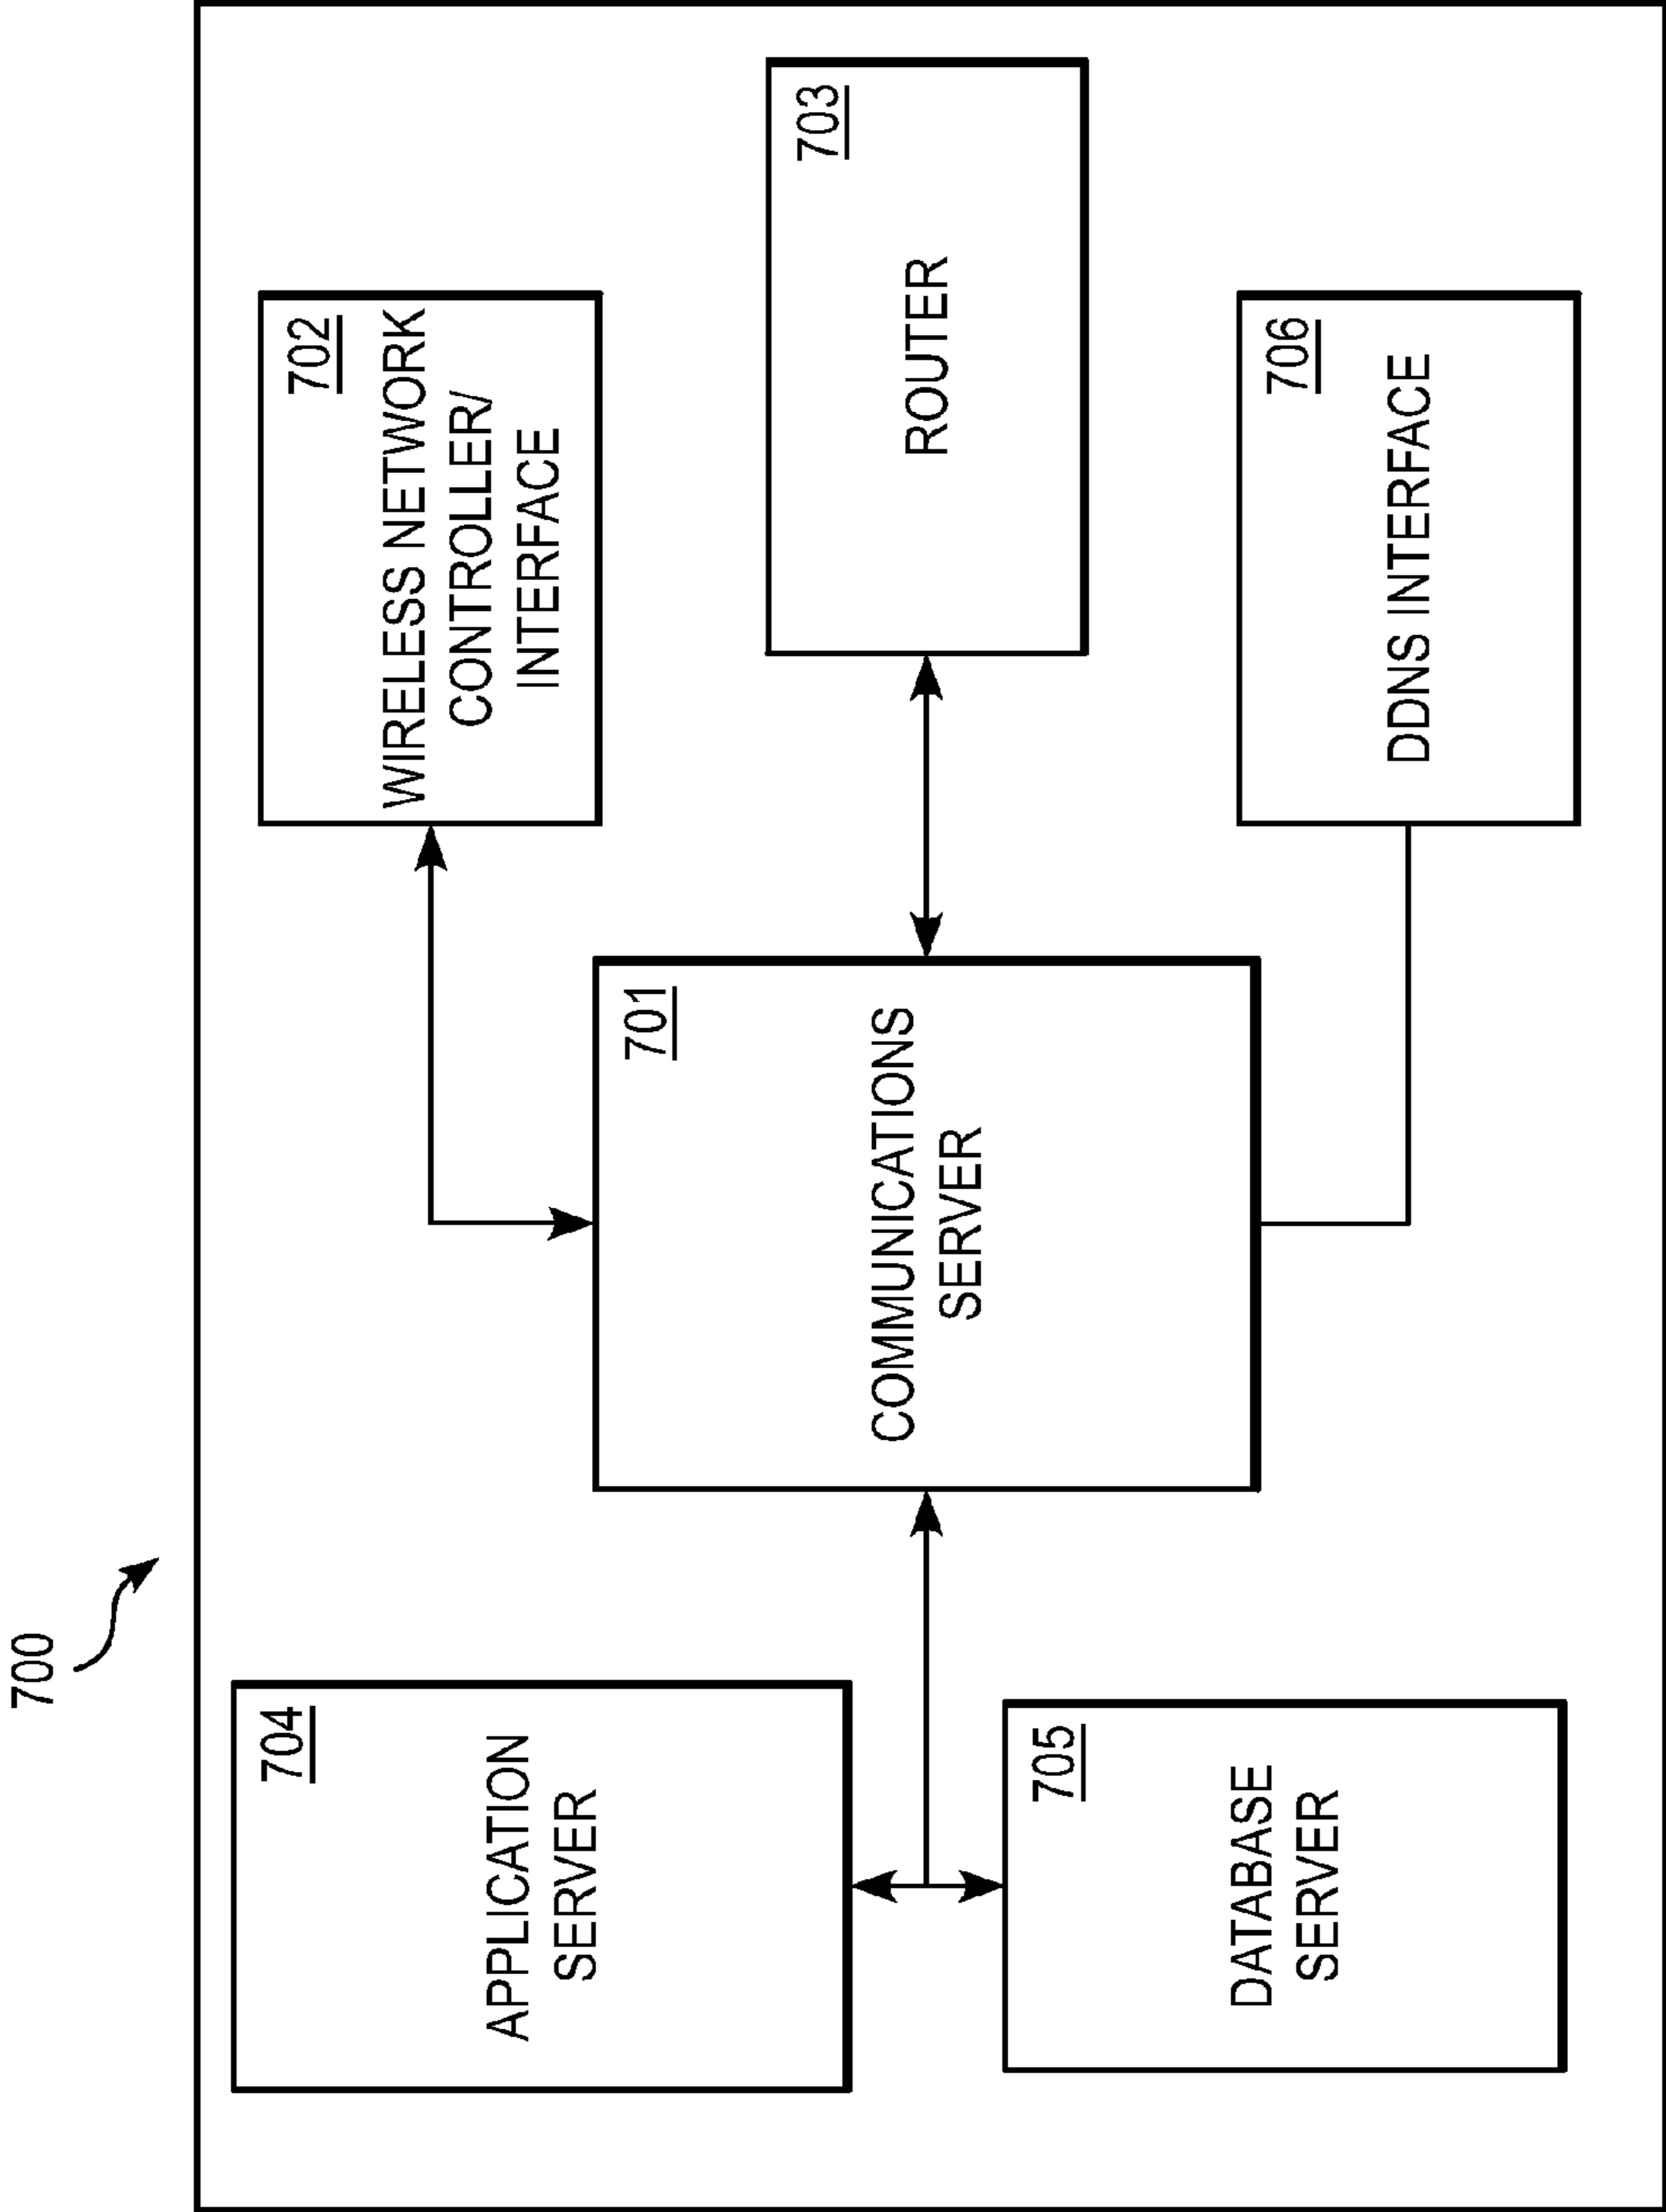 700
704
APPLICATION
SERVER
705
DATABASE
SERVER
701
COMMUNICATIONS
SERVER
702
WIRELESS NETWORK
CONTROLLER/
INTERFACE
703
ROUTER
706
DDNS INTERFACE